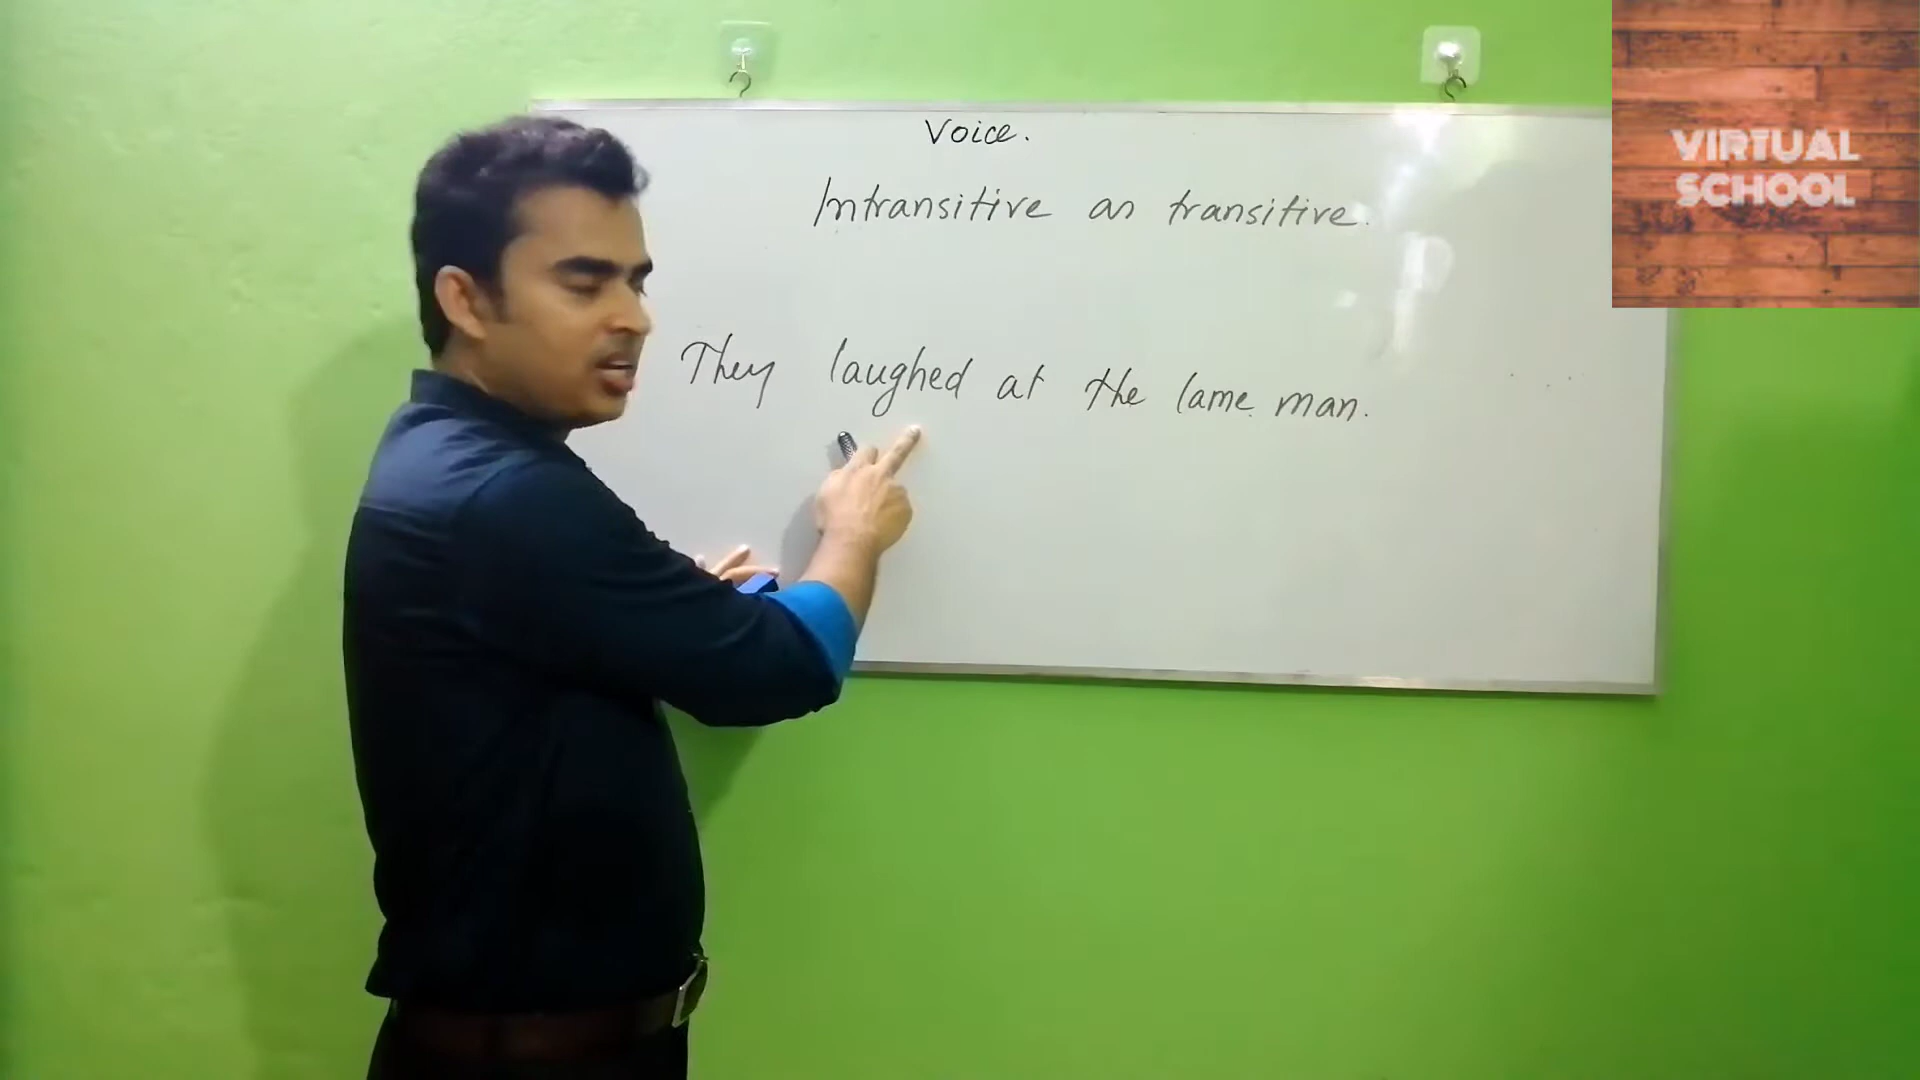 Voice.
Intransitive as transitive.
They laughed at the lame man.
VIRTUAL
SCHOOL